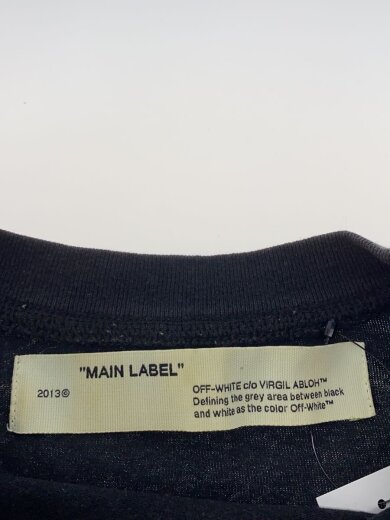 "MAIN LABEL"
2013©
OFF-WHITE c/o VIRGIL ABLOH™
Defining the grey area between black
and white as the color Off-White™